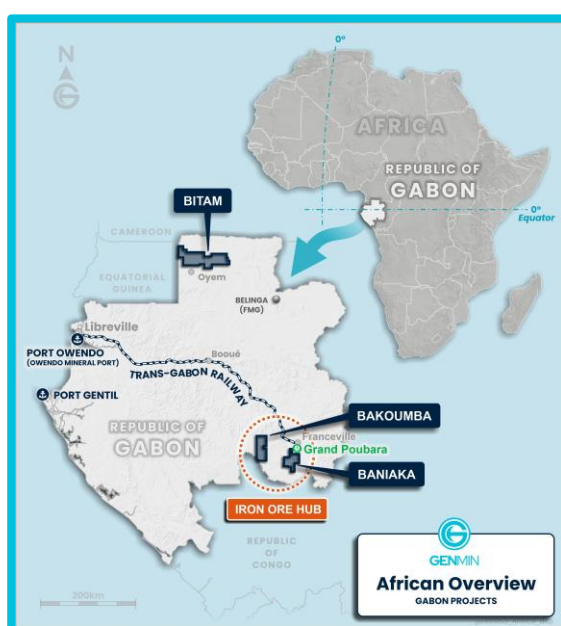 N
0°
AFRICA
REPUBLIC OF
GABON
0°
Equator
BITAM
CAMEROON
EQUATORIAL
GUINEA
Oyem
BELINGA
(FMG)
Libreville
PORT OWENDO
(OWENDO MINERAL PORT)
Booué
TRANS-GABON RAILWAY
PORT GENTIL
REPUBLIC OF
GABON
BAKOUMBA
Franceville
Grand Poubara
BANIAKA
IRON ORE HUB
REPUBLIC
OF
CONGO
200km
GENMIN
African Overview
GABON PROJECTS